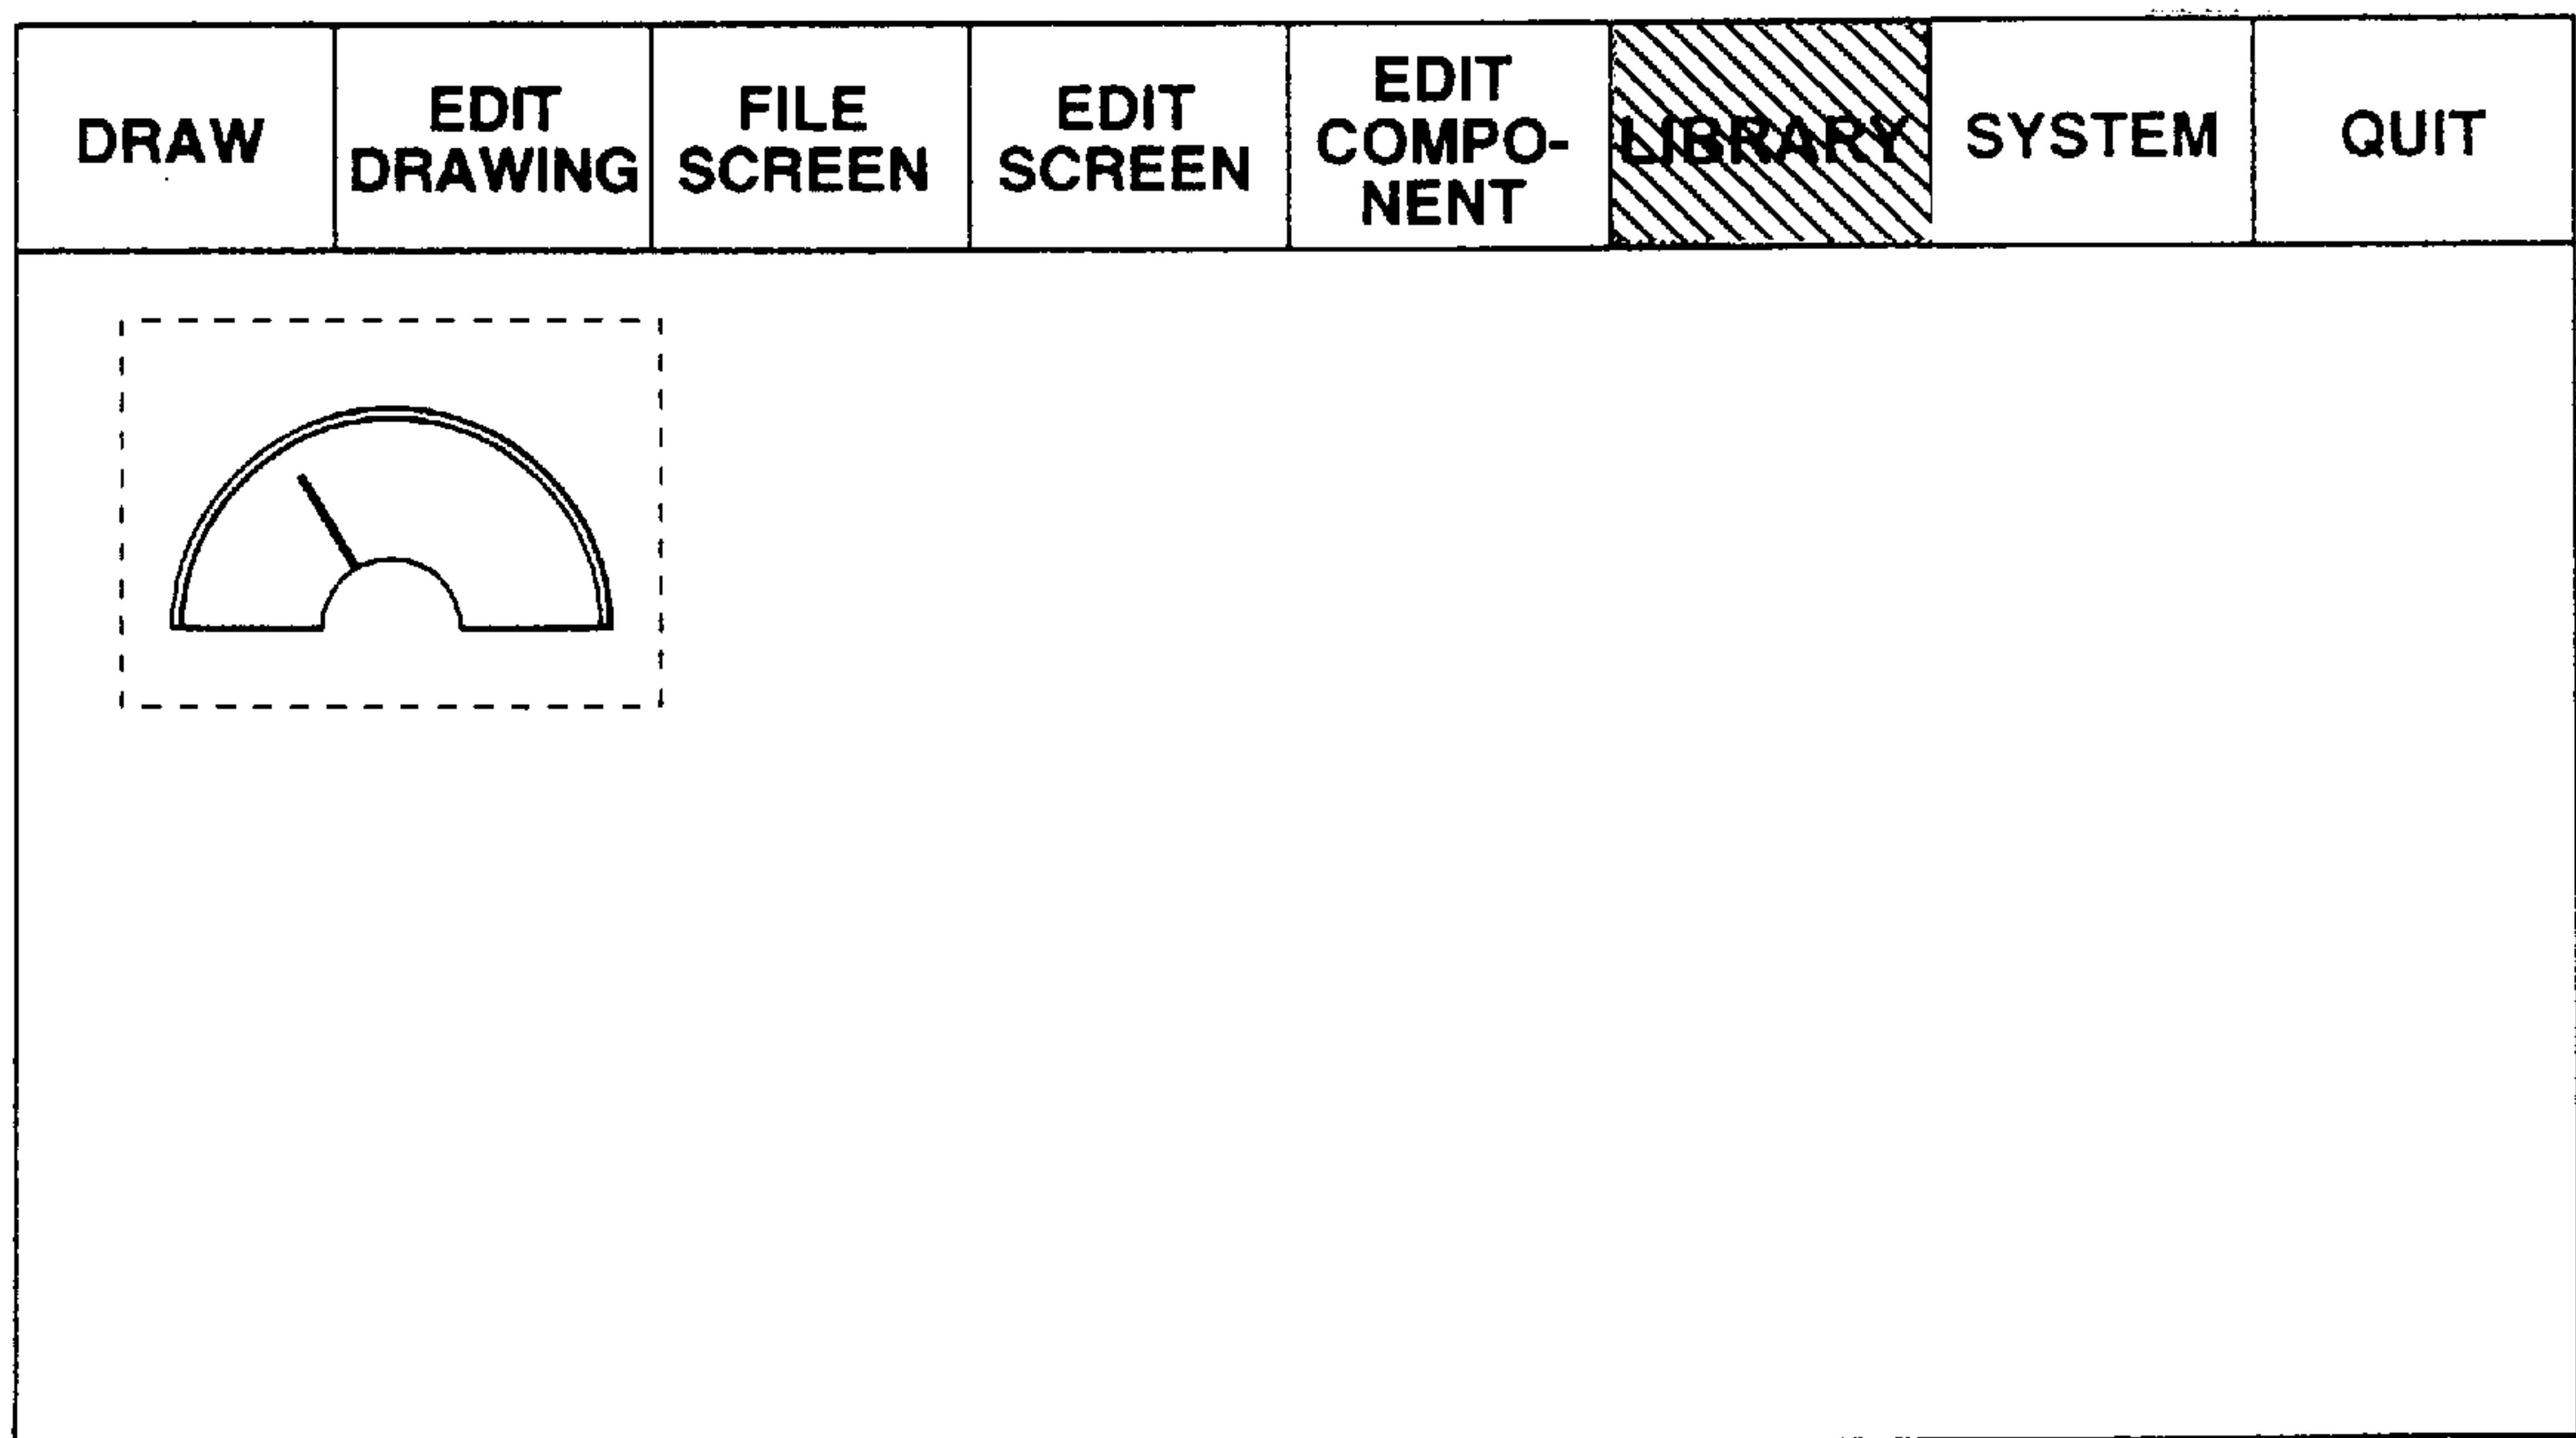 DRAW
EDIT
DRAWING
FILE
SCREEN
EDIT
SCREEN
EDIT
COMPO-
NENT
LIBRARY
SYSTEM
QUIT